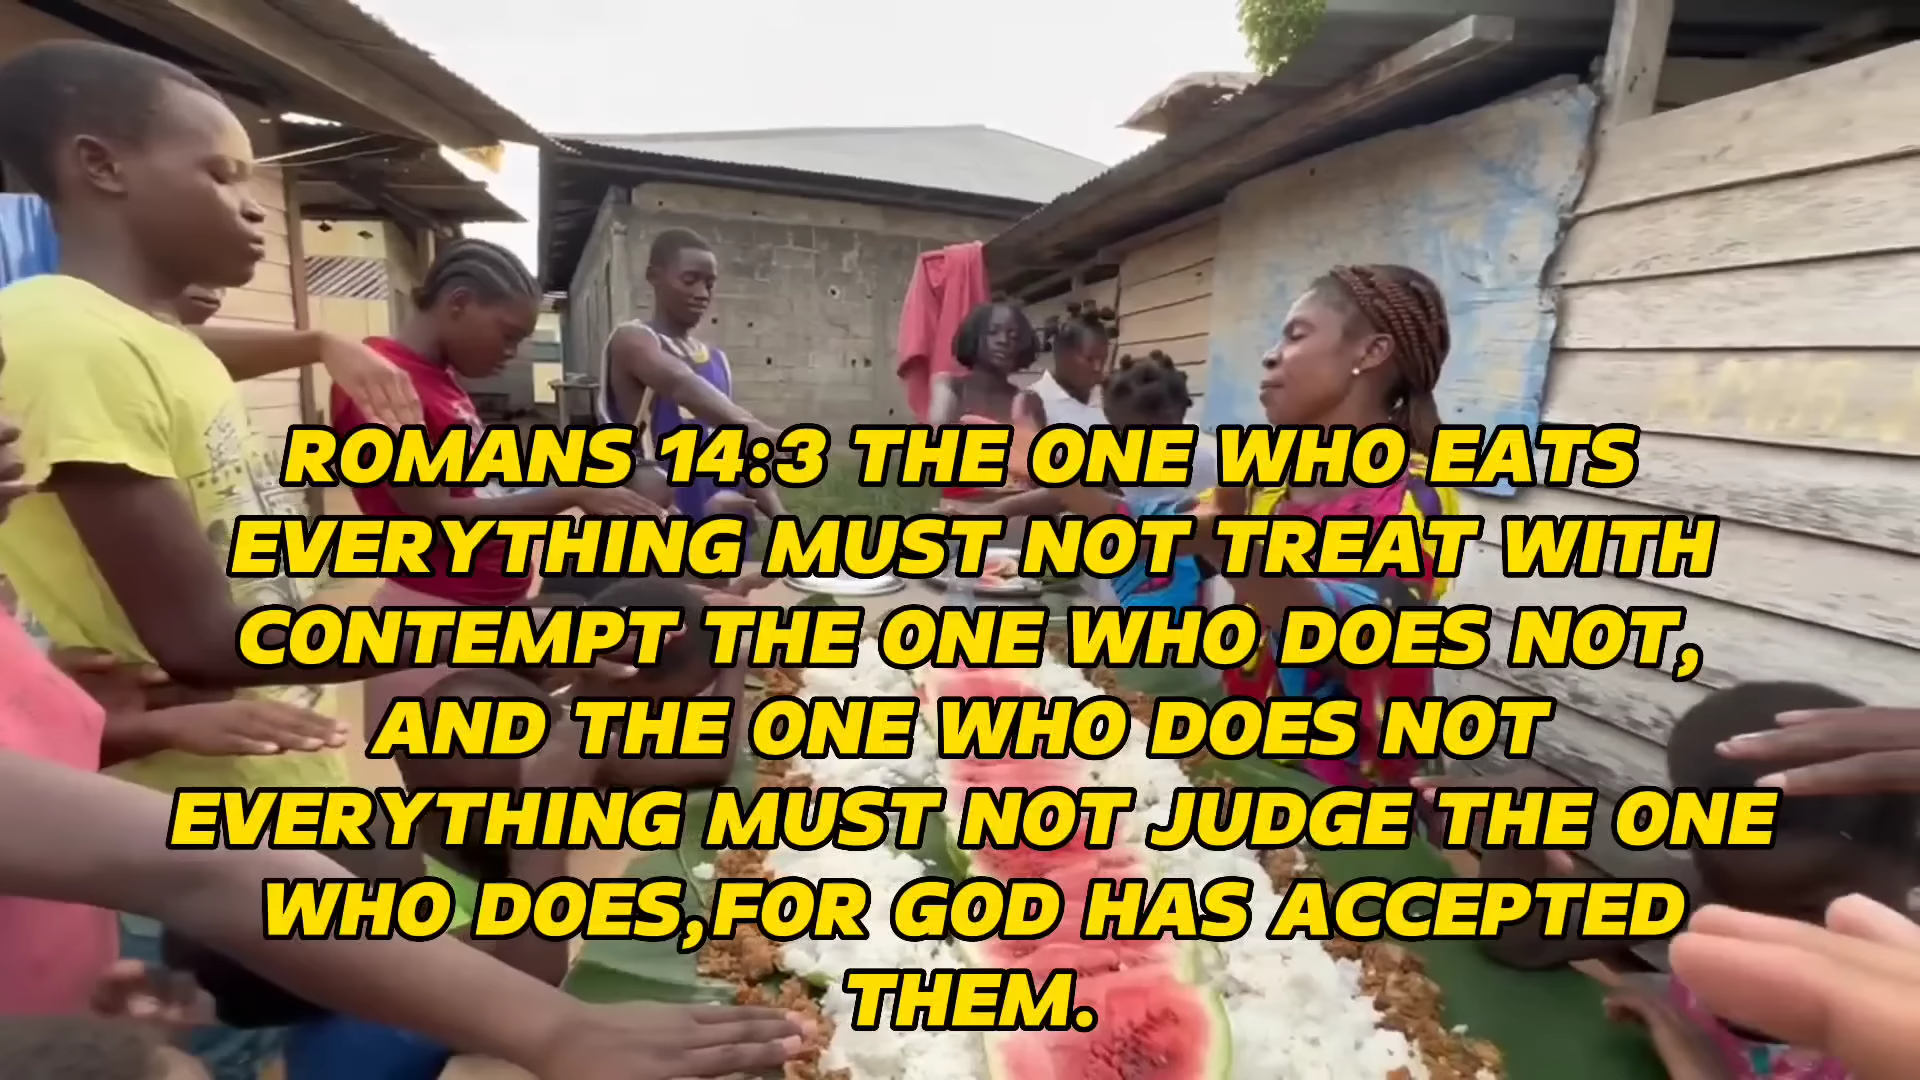 ROMANS 14:3 THE ONE WHO EATS
EVERYTHING MUST NOT TREAT WITH
CONTEMPT THE ONE WHO DOES NOT,
AND THE ONE WHO DOES NOT
EVERYTHING MUST NOT JUDGE THE ONE
WHO DOES,FOR GOD HAS ACCEPTED
THEM.